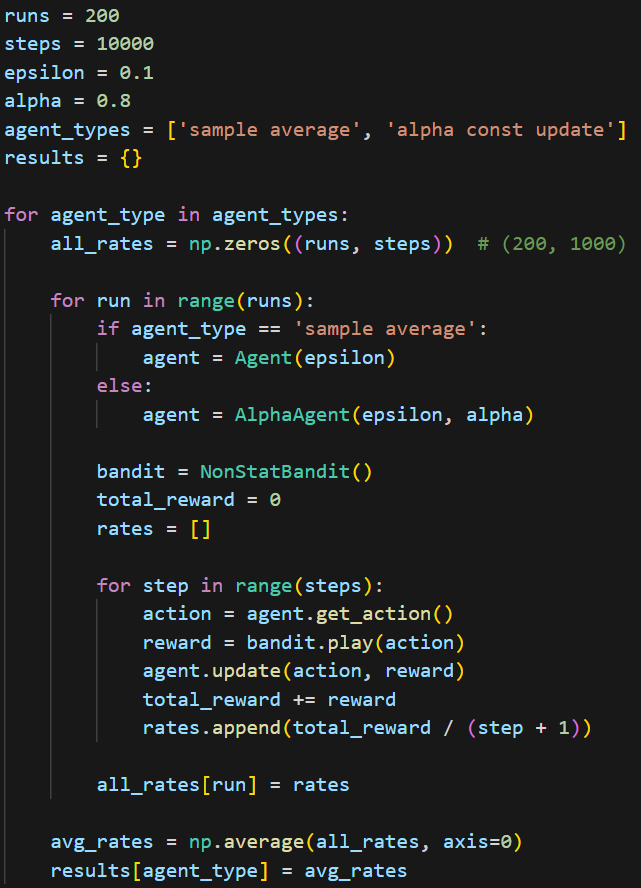 runs = 200
steps = 10000
epsilon = 0.1
alpha = 0.8
agent_types = ['sample average', 'alpha const update']
results = {}

for agent_type in agent_types:
    all_rates = np.zeros((runs, steps))  # (200, 1000)

    for run in range(runs):
        if agent_type == 'sample average':
            agent = Agent(epsilon)
        else:
            agent = AlphaAgent(epsilon, alpha)

        bandit = NonStatBandit()
        total_reward = 0
        rates = []

        for step in range(steps):
            action = agent.get_action()
            reward = bandit.play(action)
            agent.update(action, reward)
            total_reward += reward
            rates.append(total_reward / (step + 1))

        all_rates[run] = rates

    avg_rates = np.average(all_rates, axis=0)
    results[agent_type] = avg_rates